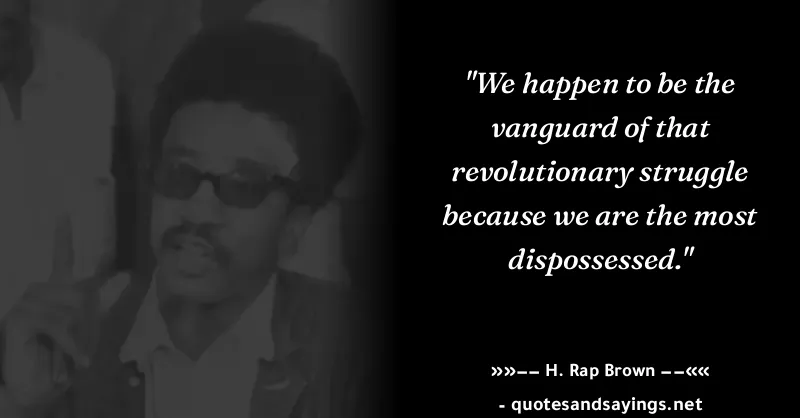 "We happen to be the
vanguard of that
revolutionary struggle
because we are the most
dispossessed."
»»−− H. Rap Brown −−««
- quotesandsayings.net